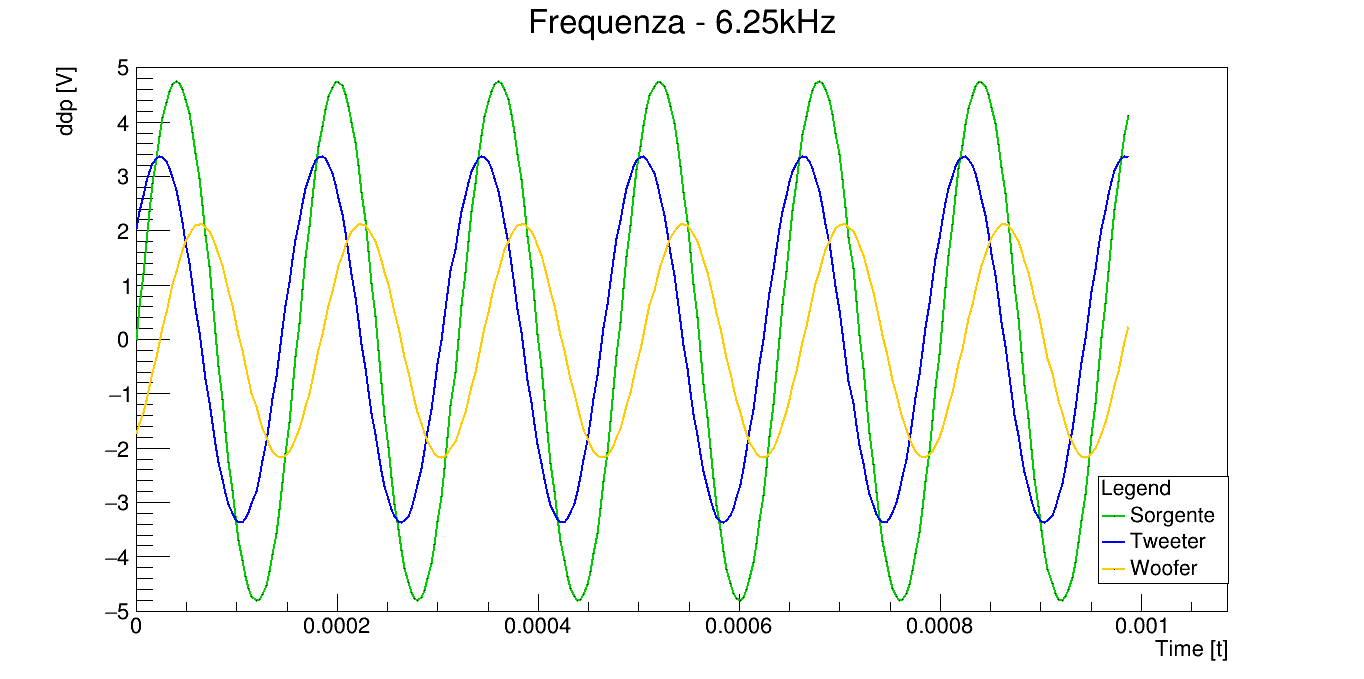 Frequenza - 6.25kHz
ddp [V]
5
4
3
2
1
0
−1
−2
−3
−4
−5
0
0.0002
0.0004
0.0006
0.0008
0.001
Time [t]
Legend
Sorgente
Tweeter
Woofer